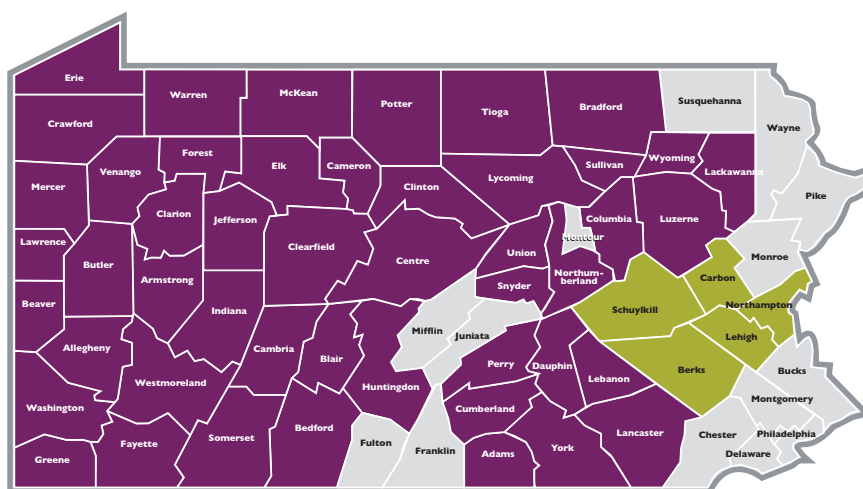 Erie
Warren
McKean
Potter
Tioga
Bradford
Susquehanna
Wayne
Crawford
Forest
Elk
Cameron
Sullivan
Wyoming
Lackawanna
Venango
Mercer
Clinton
Lycoming
Pike
Clarion
Jefferson
Columbia
Luzerne
Montour
Lawrence
Clearfield
Centre
Union
Monroe
Butler
Armstrong
Northum-
berland
Carbon
Beaver
Indiana
Snyder
Northampton
Schuylkill
Mifflin
Juniata
Lehigh
Allegheny
Cambria
Blair
Perry
Dauphin
Berks
Bucks
Westmoreland
Huntingdon
Lebanon
Montgomery
Washington
Cumberland
Bedford
Somerset
Fayette
Fulton
Franklin
Adams
York
Lancaster
Chester
Philadelphia
Delaware
Greene